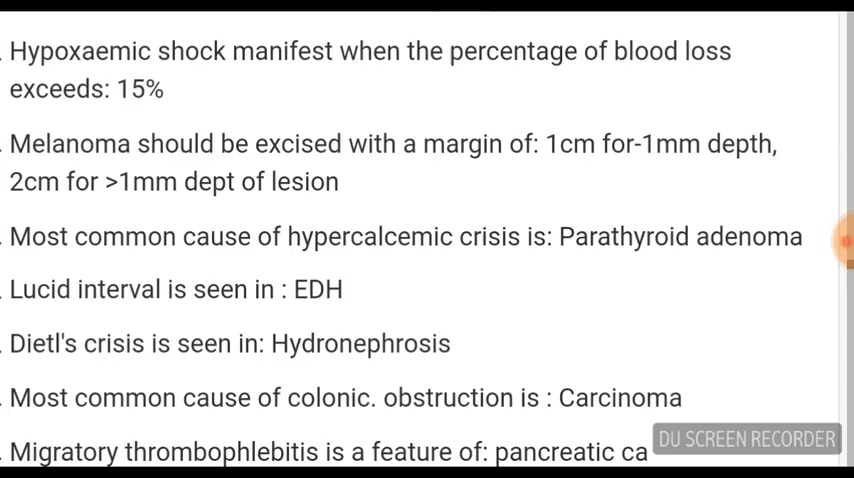 . Hypoxaemic shock manifest when the percentage of blood loss
exceeds: 15%
. Melanoma should be excised with a margin of: 1cm for-1mm depth,
2cm for >1mm dept of lesion
. Most common cause of hypercalcemic crisis is: Parathyroid adenoma
. Lucid interval is seen in : EDH
. Dietl's crisis is seen in: Hydronephrosis
. Most common cause of colonic. obstruction is : Carcinoma
. Migratory thrombophlebitis is a feature of: pancreatic ca
DU SCREEN RECORDER